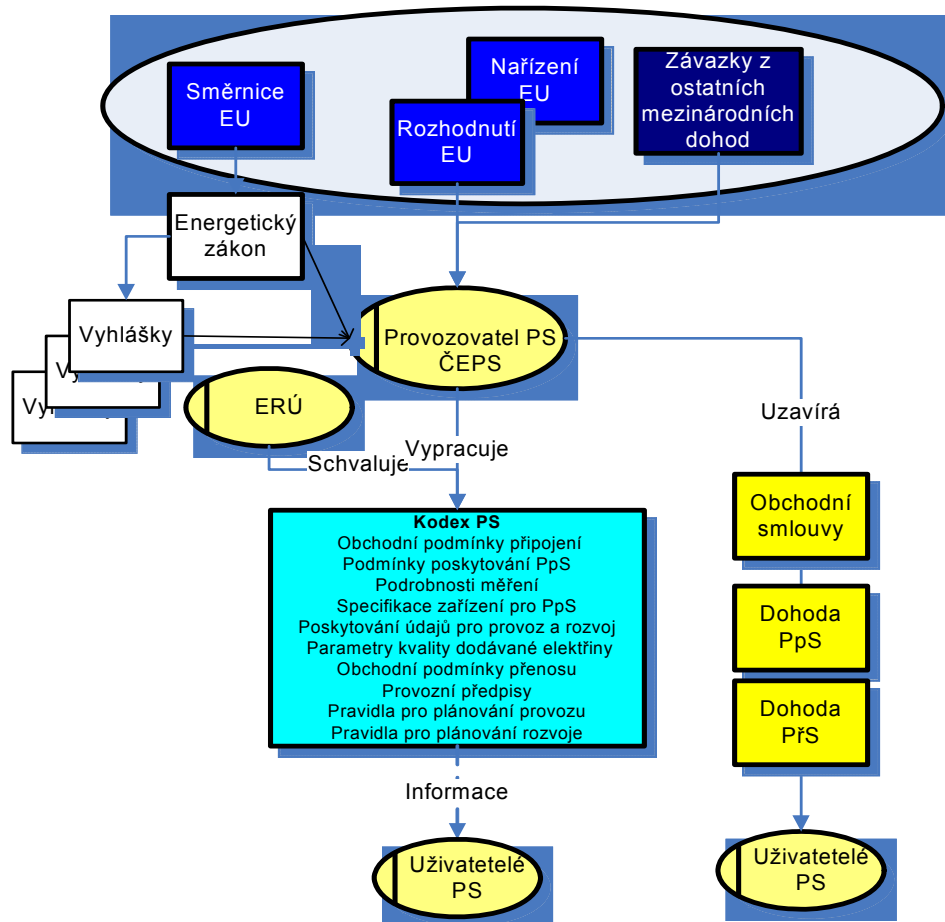 Směrnice
EU
Nařízení
EU
Rozhodnutí
EU
Závazky z
ostatních
mezinárodních
dohod
Energetický
zákon
Vyhlášky
Provozovatel PS
ČEPS
ERÚ
Uzavírá
Schvaluje
Vypracuje
Kodex PS
Obchodní podmínky připojení
Podmínky poskytování PpS
Podrobnosti měření
Specifikace zařízení pro PpS
Poskytování údajů pro provoz a rozvoj
Parametry kvality dodávané elektřiny
Obchodní podmínky přenosu
Provozní předpisy
Pravidla pro plánování provozu
Pravidla pro plánování rozvoje
Obchodní
smlouvy
Dohoda
PpS
Dohoda
PřS
Informace
Uživatetelé
PS
Uživatetelé
PS